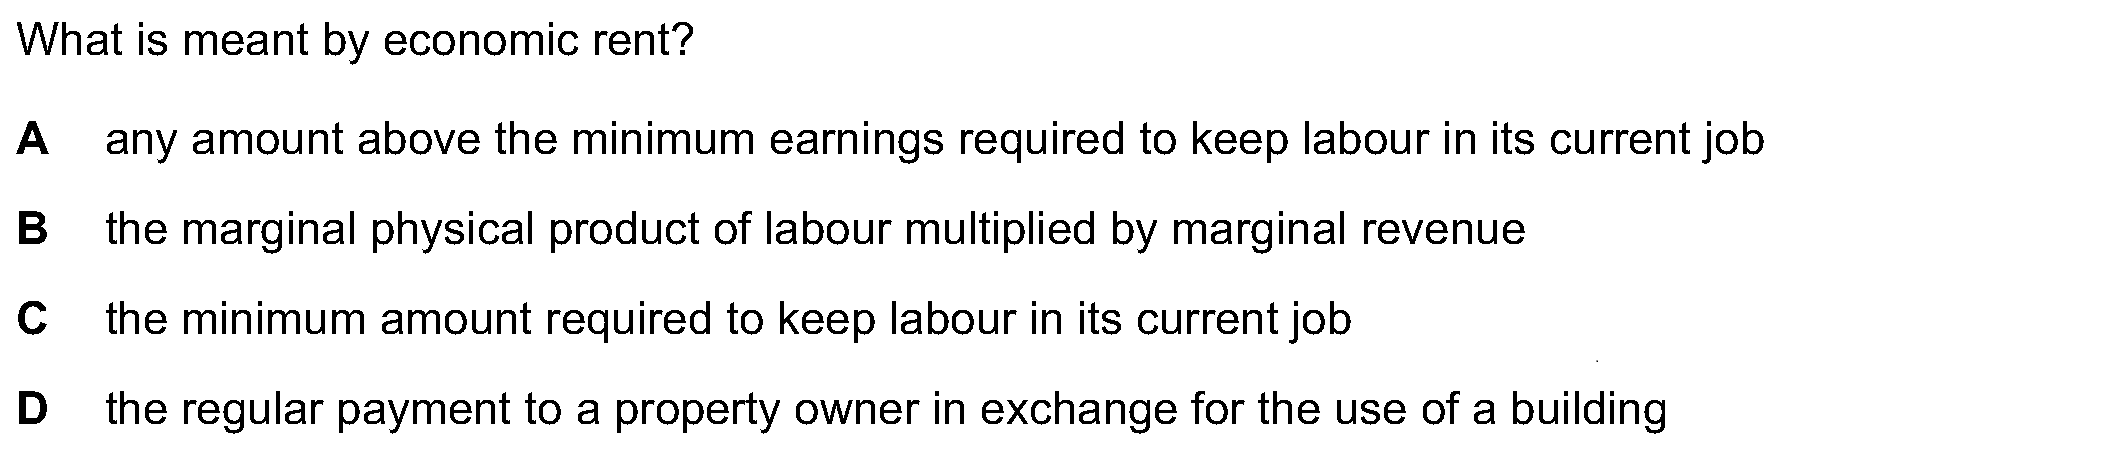 What is meant by economic rent?
A any amount above the minimum earnings required to keep labour in its current job
B the marginal physical product of labour multiplied by marginal revenue
C the minimum amount required to keep labour in its current job
D the regular payment to a property owner in exchange for the use of a building